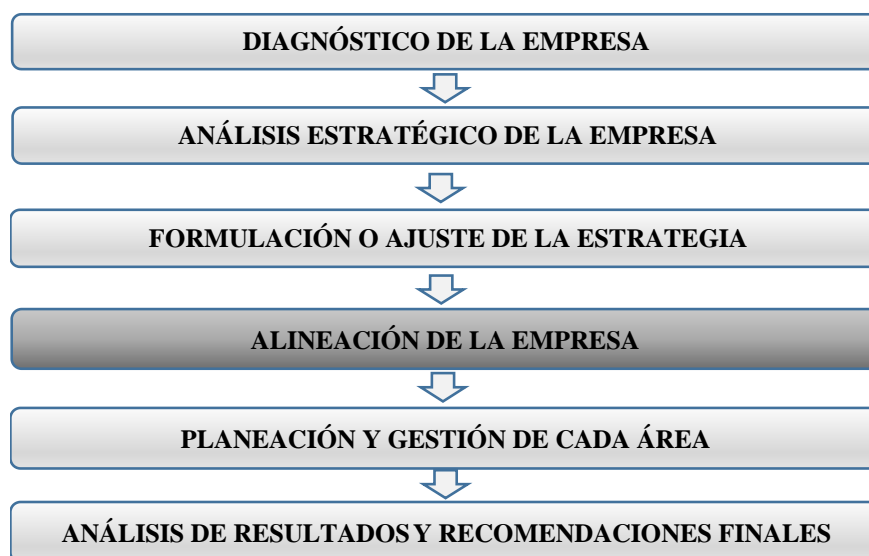 DIAGNÓSTICO DE LA EMPRESA
ANÁLISIS ESTRATÉGICO DE LA EMPRESA
FORMULACIÓN O AJUSTE DE LA ESTRATEGIA
ALINEACIÓN DE LA EMPRESA
PLANEACIÓN Y GESTIÓN DE CADA ÁREA
ANÁLISIS DE RESULTADOS Y RECOMENDACIONES FINALES